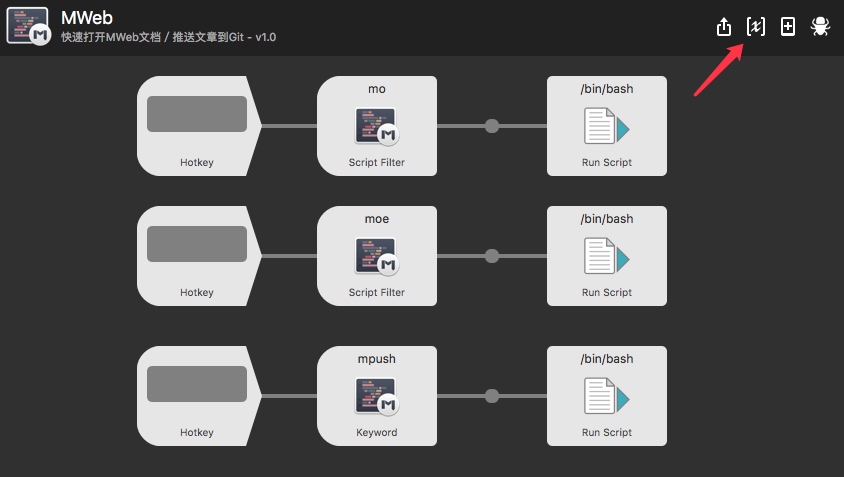 MWeb
快速打开MWeb文档 / 推送文章到Git - v1.0
[x]
mo
/bin/bash
M
Hotkey
Script Filter
Run Script
moe
/bin/bash
M
Hotkey
Script Filter
Run Script
mpush
/bin/bash
M
Hotkey
Keyword
Run Script